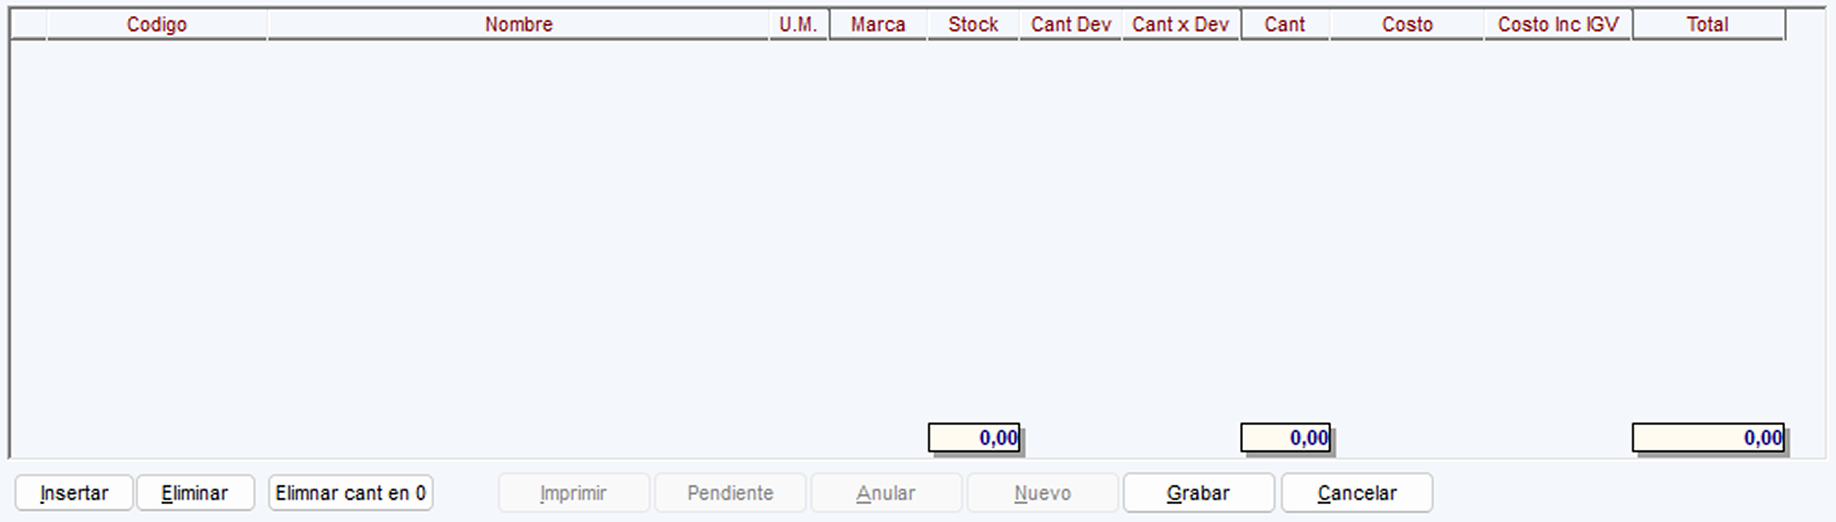 Codigo Nombre U.M. Marca Stock Cant Dev Cant x Dev Cant Costo Costo Inc IGV Total
0,00 0,00 0,00
Insertar Eliminar Elimnar cant en 0 Imprimir Pendiente Anular Nuevo Grabar Cancelar